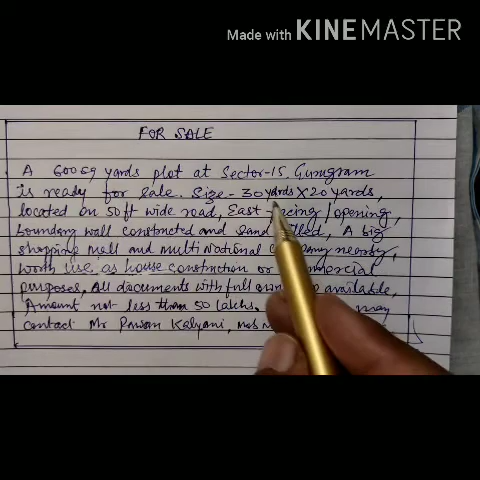 Made with KINEMASTER
FOR SALE
A 600 sq yards plot at Sector-15, Gurugram
is ready for sale. Size - 30 yards X 20 yards,
located on 50ft wide road, East facing/opening,
boundary wall constructed and sand filled, A big
shopping mall and multi National Company nearby,
worth use as house construction or commercial
purposes, All documents with full available,
Amount not less than 50 lakhs. may
contact Mr Pawan Kalyani,